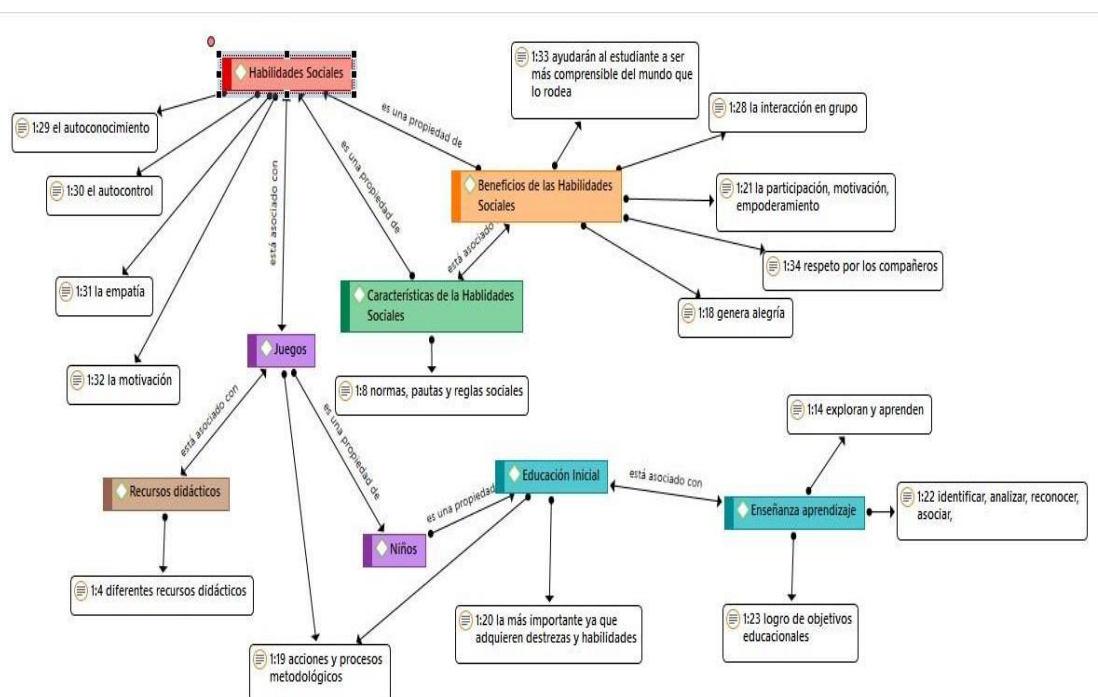 Habilidades Sociales
1:33 ayudarán al estudiante a ser
más comprensible del mundo que
lo rodea
1:28 la interacción en grupo
es una propiedad de
1:29 el autoconocimiento
es una propiedad de
está asociado con
1:30 el autocontrol
Beneficios de las Habilidades
Sociales
1:21 la participación, motivación,
empoderamiento
está asociado
1:34 respeto por los compañeros
1:31 la empatía
Características de la Hablidades
Sociales
1:18 genera alegría
Juegos
1:32 la motivación
1:8 normas, pautas y reglas sociales
está asociado con
es una propiedad de
1:14 exploran y aprenden
Recursos didácticos
Educación Inicial
está asociado con
es una propiedad
Enseñanza aprendizaje
1:22 identificar, analizar, reconocer,
asociar,
Niños
1:4 diferentes recursos didácticos
1:20 la más importante ya que
adquieren destrezas y habilidades
1:23 logro de objetivos
educacionales
1:19 acciones y procesos
metodológicos